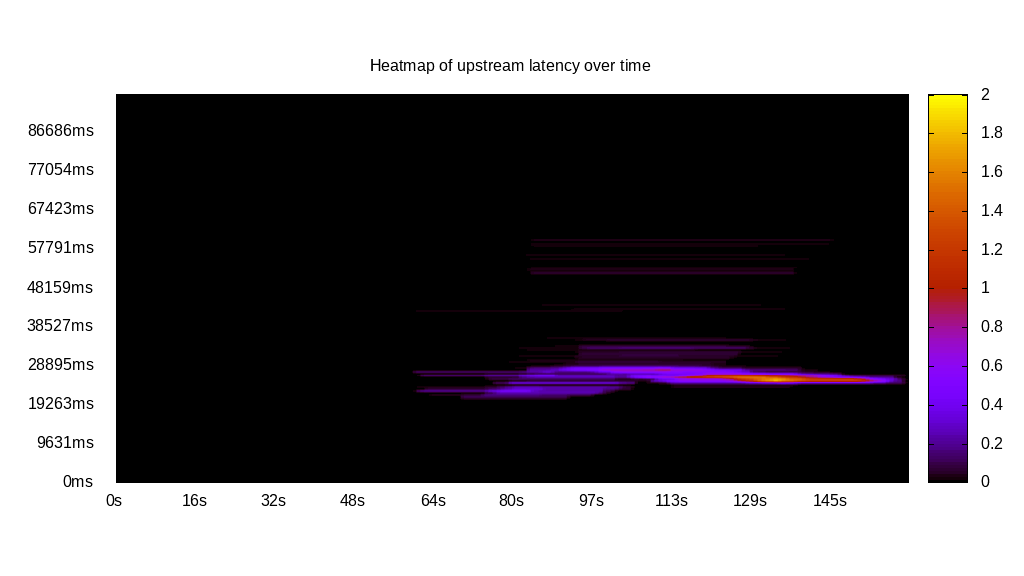 Heatmap of upstream latency over time
86686ms
77054ms
67423ms
57791ms
48159ms
38527ms
28895ms
19263ms
9631ms
0ms
0s 16s 32s 48s 64s 80s 97s 113s 129s 145s
2
1.8
1.6
1.4
1.2
1
0.8
0.6
0.4
0.2
0